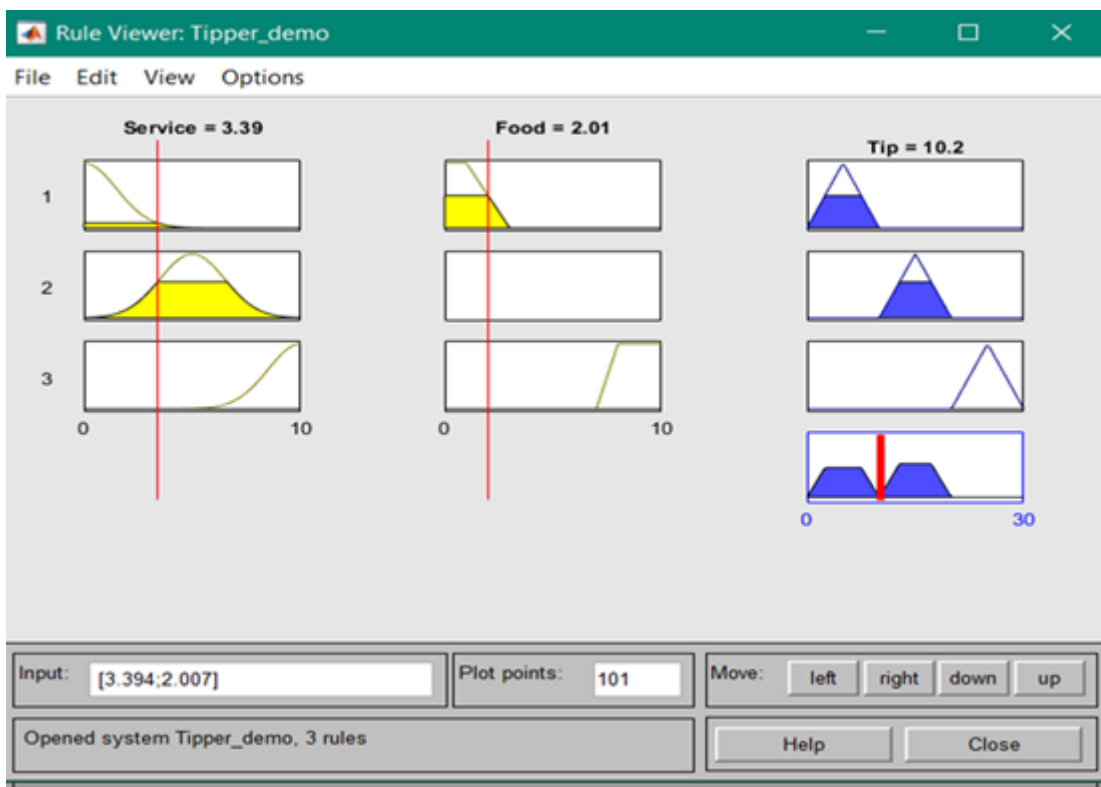 Rule Viewer: Tipper_demo
File Edit View Options
Service = 3.39 Food = 2.01 Tip = 10.2
1
2
3
0 10 0 10
0 30
Input: [3.394;2.007] Plot points: 101 Move: left right down up
Opened system Tipper_demo, 3 rules Help Close